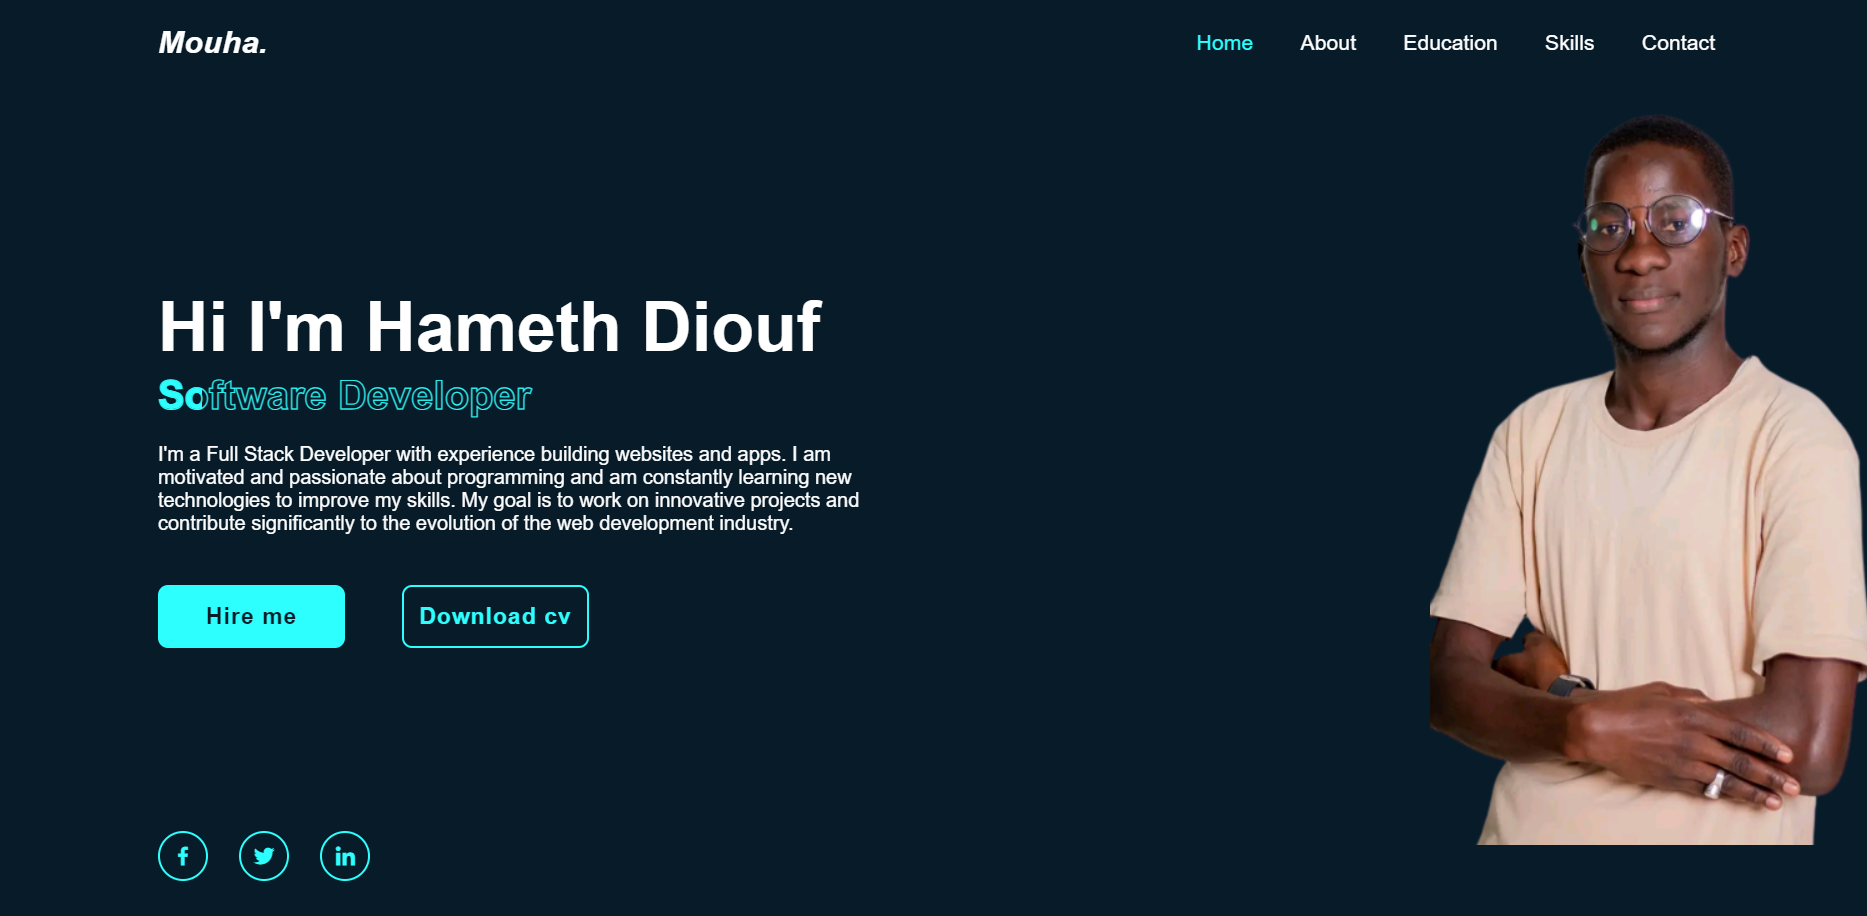 Mouha.
Home About Education Skills Contact
Hi I'm Hameth Diouf
Software Developer
I'm a Full Stack Developer with experience building websites and apps. I am
motivated and passionate about programming and am constantly learning new
technologies to improve my skills. My goal is to work on innovative projects and
contribute significantly to the evolution of the web development industry.
Hire me Download cv